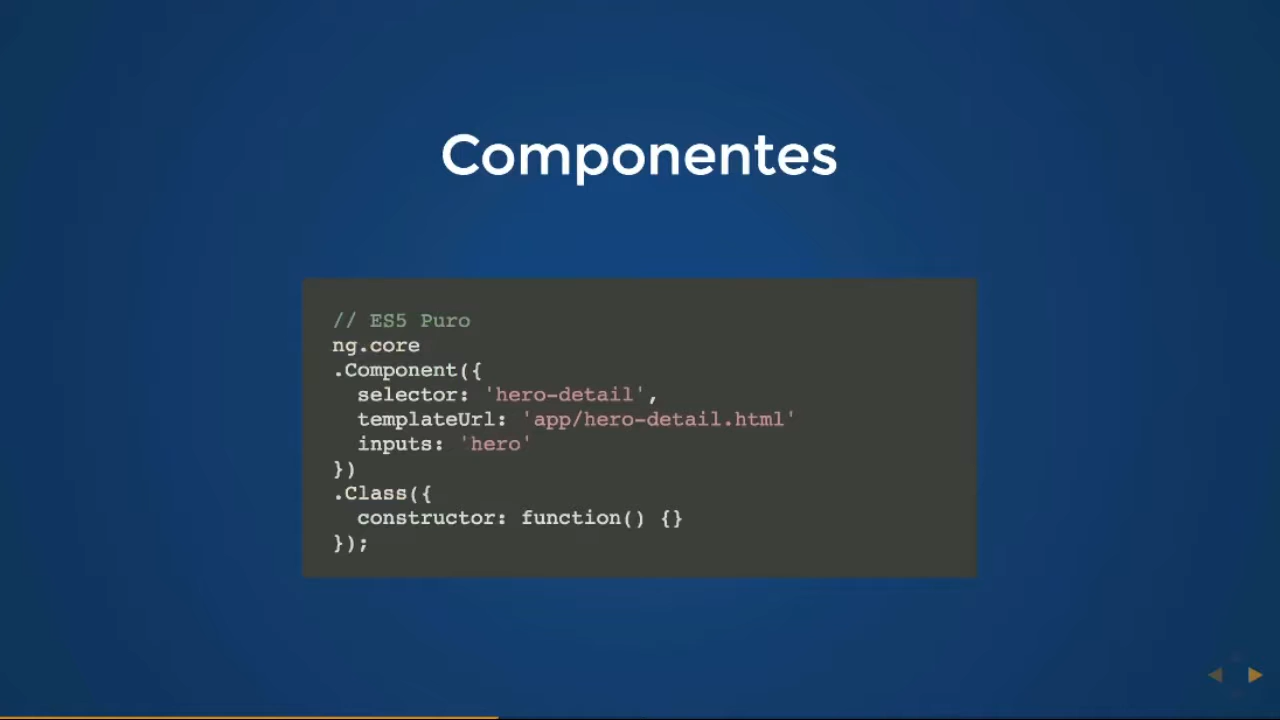 Componentes
// ES5 Puro
ng.core
.Component({
  selector: 'hero-detail',
  templateUrl: 'app/hero-detail.html'
  inputs: 'hero'
})
.Class({
  constructor: function() {}
});